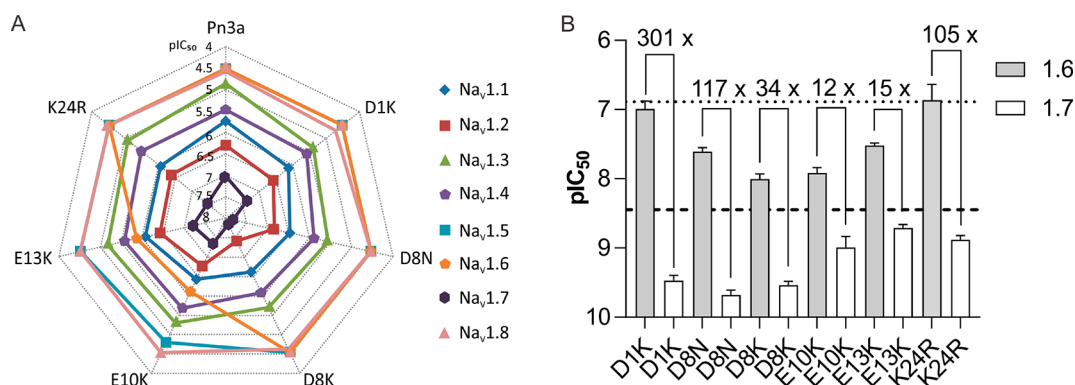 A
Pn3a
pIC₅₀
4
4.5
5
5.5
6
6.5
7
7.5
8
D1K
D8N
D8K
E10K
E13K
K24R
Naᵥ1.1
Naᵥ1.2
Naᵥ1.3
Naᵥ1.4
Naᵥ1.5
Naᵥ1.6
Naᵥ1.7
Naᵥ1.8
B
pIC₅₀
6
7
8
9
10
301 x
117 x
34 x
12 x
15 x
105 x
D1K
D1K
D8N
D8N
D8K
D8K
E10K
E10K
E13K
E13K
K24R
K24R
1.6
1.7